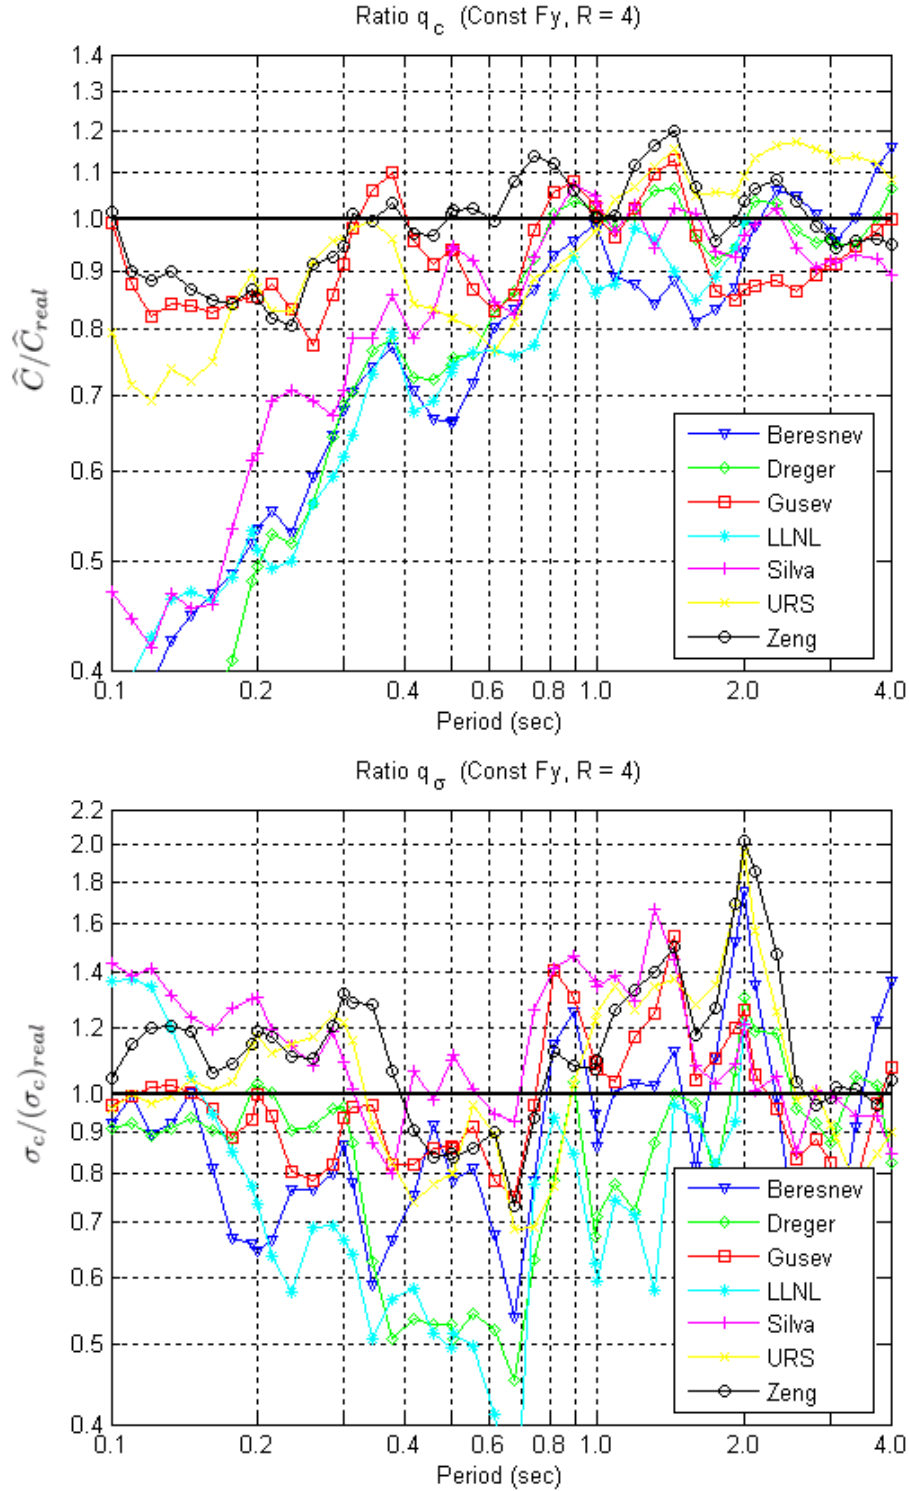 Ratio q_c (Const Fy, R = 4)
1.4
1.3
1.2
1.1
1.0
0.9
0.8
0.7
0.6
0.5
0.4
Ĉ/Ĉ_real
Beresnev
Dreger
Gusev
LLNL
Silva
URS
Zeng
0.1 0.2 0.4 0.6 0.8 1.0 2.0 4.0
Period (sec)
Ratio q_σ (Const Fy, R = 4)
2.2
2.0
1.8
1.6
1.4
1.2
1.0
0.9
0.8
0.7
0.6
0.5
0.4
σ_c/(σ_c)_real
Beresnev
Dreger
Gusev
LLNL
Silva
URS
Zeng
0.1 0.2 0.4 0.6 0.8 1.0 2.0 4.0
Period (sec)